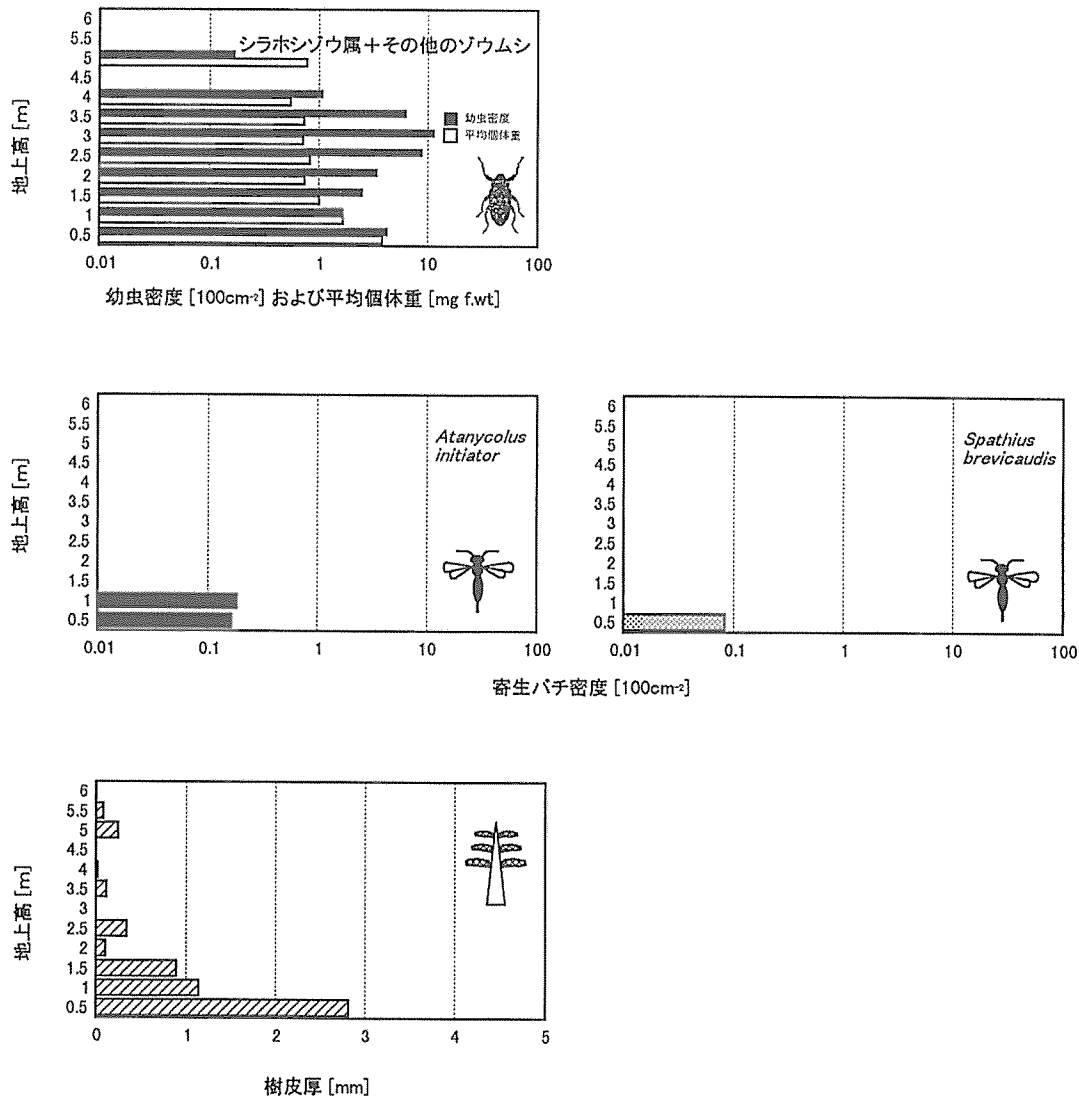 6
5.5
5
4.5
4
3.5
3
2.5
2
1.5
1
0.5
地上高 [m]
シラホシゾウ属+その他のゾウムシ
幼虫密度
平均個体重
0.01 0.1 1 10 100
幼虫密度 [100cm⁻²] および平均個体重 [mg f.wt]
6
5.5
5
4.5
4
3.5
3
2.5
2
1.5
1
0.5
地上高 [m]
Atanycolus
initiator
0.01 0.1 1 10 100
6
5.5
5
4.5
4
3.5
3
2.5
2
1.5
1
0.5
Spathius
brevicaudis
0.01 0.1 1 10 100
寄生バチ密度 [100cm⁻²]
6
5.5
5
4.5
4
3.5
3
2.5
2
1.5
1
0.5
地上高 [m]
0 1 2 3 4 5
樹皮厚 [mm]